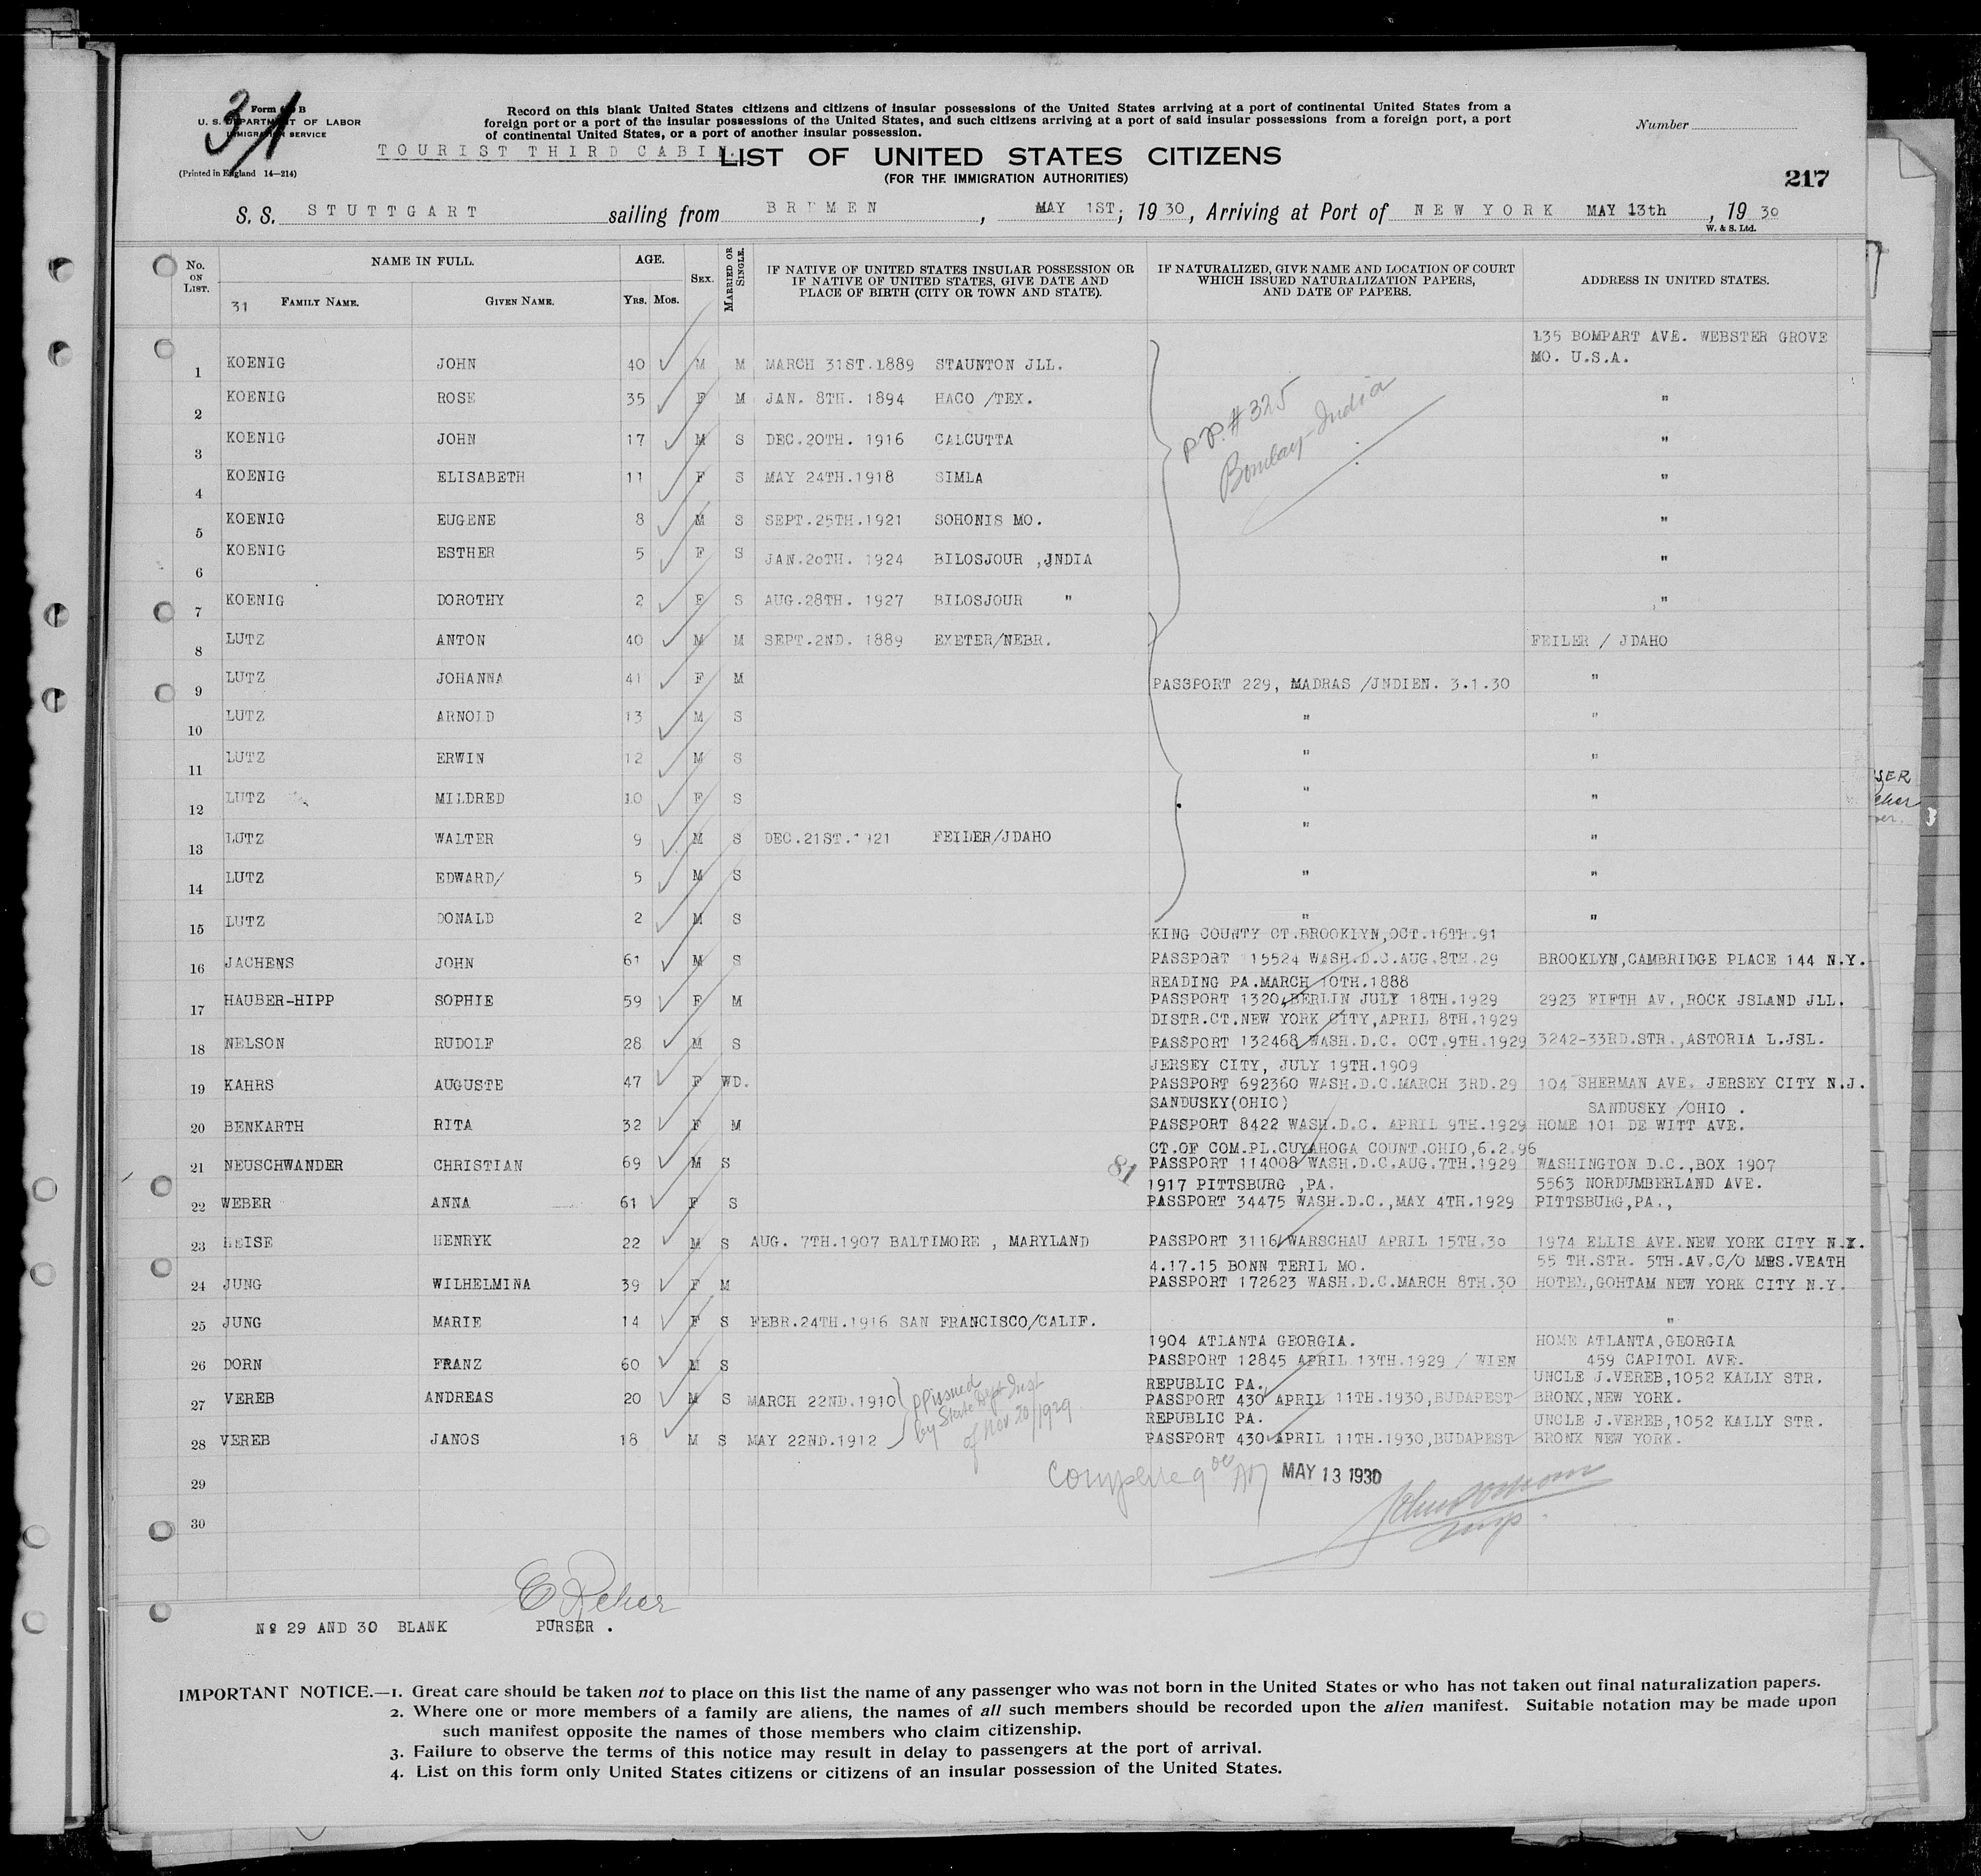 31
Form B
U. S. DEPARTMENT OF LABOR
IMMIGRATION SERVICE
(Printed in England 14—214)
Record on this blank United States citizens and citizens of insular possessions of the United States arriving at a port of continental United States from a
foreign port or a port of the insular possessions of the United States, and such citizens arriving at a port of said insular possessions from a foreign port, a port
of continental United States, or a port of another insular possession.
Number
TOURIST THIRD CABIN.
LIST OF UNITED STATES CITIZENS
(FOR THE IMMIGRATION AUTHORITIES)
217
S. S. STUTTGART sailing from BREMEN, MAY 1ST; 19 30, Arriving at Port of NEW YORK MAY 13th, 19 30
W. & S. Ltd.
No. ON LIST. NAME IN FULL. AGE. SEX. MARRIED OR SINGLE. IF NATIVE OF UNITED STATES INSULAR POSSESSION OR IF NATIVE OF UNITED STATES, GIVE DATE AND PLACE OF BIRTH (CITY OR TOWN AND STATE). IF NATURALIZED, GIVE NAME AND LOCATION OF COURT WHICH ISSUED NATURALIZATION PAPERS, AND DATE OF PAPERS. ADDRESS IN UNITED STATES.
31 FAMILY NAME. GIVEN NAME. YRS. MOS.
135 BOMPART AVE. WEBSTER GROVE
1 KOENIG JOHN 40 M M MARCH 31ST.1889 STAUNTON JLL. MO. U.S.A.
2 KOENIG ROSE 35 F M JAN. 8TH. 1894 HACO /TEX. "
P.P. # 325
Bombay-India
3 KOENIG JOHN 17 M S DEC.20TH. 1916 CALCUTTA "
4 KOENIG ELISABETH 11 F S MAY 24TH.1918 SIMLA "
5 KOENIG EUGENE 8 M S SEPT.25TH.1921 SOHONIS MO. "
6 KOENIG ESTHER 5 F S JAN.20TH. 1924 BILOSJOUR ,JNDIA "
7 KOENIG DOROTHY 2 F S AUG.28TH. 1927 BILOSJOUR " "
8 LUTZ ANTON 40 M M SEPT.2ND. 1889 EXETER/NEBR. FEILER / JDAHO
9 LUTZ JOHANNA 41 F M PASSPORT 229, MADRAS /JNDIEN. 3.1.30 "
10 LUTZ ARNOLD 13 M S " "
11 LUTZ ERWIN 12 M S " "
12 LUTZ MILDRED 10 F S " "
13 LUTZ WALTER 9 M S DEC.21ST. 1921 FEILER/JDAHO " "
14 LUTZ EDWARD/ 5 M S " "
15 LUTZ DONALD 2 M S " "
KING COUNTY CT.BROOKLYN,OCT.16TH.91
16 JACHENS JOHN 61 M S PASSPORT 15524 WASH.D.C.AUG.8TH.29 BROOKLYN,CAMBRIDGE PLACE 144 N.Y.
READING PA.MARCH 10TH.1888
17 HAUBER-HIPP SOPHIE 59 F M PASSPORT 1320,BERLIN JULY 18TH.1929 2923 FIFTH AV.,ROCK JSLAND JLL.
DISTR.CT.NEW YORK CITY,APRIL 8TH.1929
18 NELSON RUDOLF 28 M S PASSPORT 132468 WASH.D.C. OCT.9TH.1929 3242-33RD.STR.,ASTORIA L.JSL.
JERSEY CITY, JULY 19TH.1909
19 KAHRS AUGUSTE 47 F WD. PASSPORT 692360 WASH.D.C.MARCH 3RD.29 104 SHERMAN AVE. JERSEY CITY N.J.
SANDUSKY(OHIO) SANDUSKY /OHIO .
20 BENKARTH RITA 32 F M PASSPORT 8422 WASH.D.C. APRIL 9TH.1929 HOME 101 DE WITT AVE.
CT.OF COM.PL.CUYAHOGA COUNT.OHIO,6.2.96
21 NEUSCHWANDER CHRISTIAN 69 M S 81 PASSPORT 114008 WASH.D.C.AUG.7TH.1929 WASHINGTON D.C.,BOX 1907
1917 PITTSBURG ,PA. 5563 NORDUMBERLAND AVE.
22 WEBER ANNA 61 F S PASSPORT 34475 WASH.D.C.,MAY 4TH.1929 PITTSBURG,PA.,
23 HEISE HENRYK 22 M S AUG. 7TH.1907 BALTIMORE , MARYLAND PASSPORT 3116 WARSCHAU APRIL 15TH.30 1974 ELLIS AVE.NEW YORK CITY N.Y.
4.17.15 BONN TERIL MO. 55 TH.STR. 5TH.AV.C/O MRS.VEATH
24 JUNG WILHELMINA 39 F M PASSPORT 172623 WASH.D.C.MARCH 8TH.30 HOTEL,GOHTAM NEW YORK CITY N.Y.
25 JUNG MARIE 14 F S FEBR.24TH.1916 SAN FRANCISCO/CALIF. "
1904 ATLANTA GEORGIA. HOME ATLANTA,GEORGIA
26 DORN FRANZ 60 M S PASSPORT 12845 APRIL 13TH.1929 / WIEN 459 CAPITOL AVE.
REPUBLIC PA. UNCLE J.VEREB,1052 KALLY STR.
27 VEREB ANDREAS 20 M S MARCH 22ND.1910 PASSPORT 430 APRIL 11TH.1930,BUDAPEST BRONX,NEW YORK.
pp issued
by State Dept Inst
of Nov 20/1929
REPUBLIC PA. UNCLE J.VEREB,1052 KALLY STR.
28 VEREB JANOS 18 M S MAY 22ND.1912 PASSPORT 430 APRIL 11TH.1930,BUDAPEST BRONX NEW YORK.
29
Complete MAY 13 1930
30
Insp.
E Reher
Nº 29 AND 30 BLANK PURSER .
IMPORTANT NOTICE.—1. Great care should be taken not to place on this list the name of any passenger who was not born in the United States or who has not taken out final naturalization papers.
2. Where one or more members of a family are aliens, the names of all such members should be recorded upon the alien manifest. Suitable notation may be made upon
such manifest opposite the names of those members who claim citizenship.
3. Failure to observe the terms of this notice may result in delay to passengers at the port of arrival.
4. List on this form only United States citizens or citizens of an insular possession of the United States.